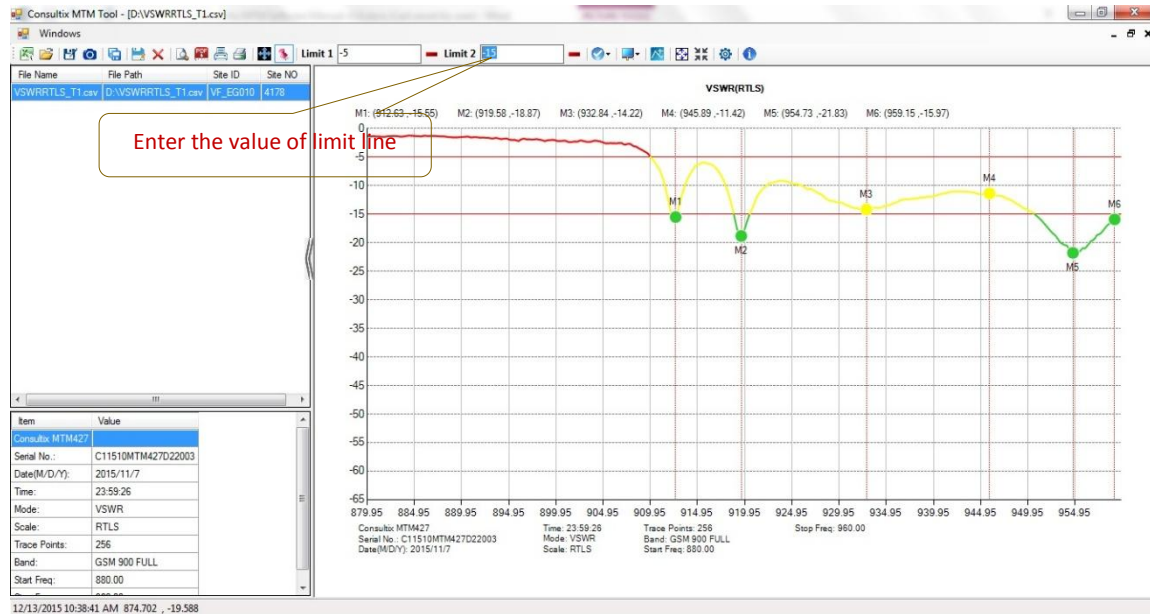 Consultix MTM Tool - [D:\VSWRRTLS_T1.csv]
Windows
Limit 1 -5 Limit 2 -15
File Name File Path Site ID Site NO
VSWRRTLS_T1.csv D:\VSWRRTLS_T1.csv VF_EG010 4178
Enter the value of limit line
VSWR(RTLS)
M1: (912.63 ,-15.55) M2: (919.58 ,-18.87) M3: (932.84 ,-14.22) M4: (945.89 ,-11.42) M5: (954.73 ,-21.83) M6: (959.15 ,-15.97)
0
-5
-10
-15
-20
-25
-30
-35
-40
-45
-50
-55
-60
-65
M1
M2
M3
M4
M5
M6
879.95 884.95 889.95 894.95 899.95 904.95 909.95 914.95 919.95 924.95 929.95 934.95 939.95 944.95 949.95 954.95
Consultix MTM427 Time: 23:59:26 Trace Points: 256 Stop Freq: 960.00
Serial No.: C11510MTM427D22003 Mode: VSWR Band: GSM 900 FULL
Date(M/D/Y): 2015/11/7 Scale: RTLS Start Freq: 880.00
Item Value
Consultix MTM427
Serial No.: C11510MTM427D22003
Date(M/D/Y): 2015/11/7
Time: 23:59:26
Mode: VSWR
Scale: RTLS
Trace Points: 256
Band: GSM 900 FULL
Start Freq: 880.00
12/13/2015 10:38:41 AM 874.702 , -19.588